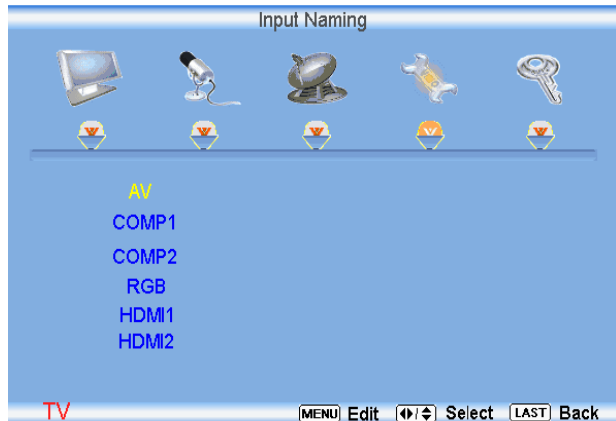 Input Naming
AV
COMP1
COMP2
RGB
HDMI1
HDMI2
TV MENU Edit / Select LAST Back